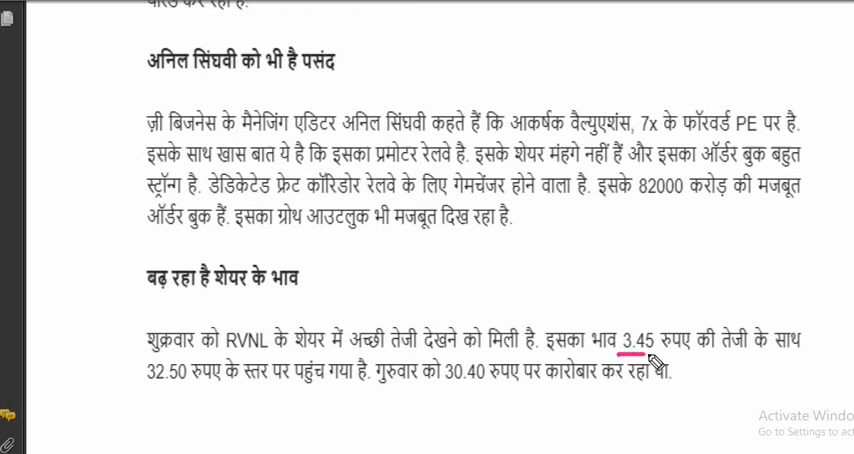 अनिल सिंघवी को भी है पसंद
ज़ी बिजनेस के मैनेजिंग एडिटर अनिल सिंघवी कहते हैं कि आकर्षक वैल्युएशंस, 7x के फॉरवर्ड PE पर है.
इसके साथ खास बात ये है कि इसका प्रमोटर रेलवे है. इसके शेयर मंहगे नहीं हैं और इसका ऑर्डर बुक बहुत
स्ट्रॉन्ग है. डेडिकेटेड फ्रेट कॉरिडोर रेलवे के लिए गेमचेंजर होने वाला है. इसके 82000 करोड़ की मजबूत
ऑर्डर बुक हैं. इसका ग्रोथ आउटलुक भी मजबूत दिख रहा है.
बढ़ रहा है शेयर के भाव
शुक्रवार को RVNL के शेयर में अच्छी तेजी देखने को मिली है. इसका भाव 3.45 रुपए की तेजी के साथ
32.50 रुपए के स्तर पर पहुंच गया है. गुरुवार को 30.40 रुपए पर कारोबार कर रहा था.
Activate Windo
Go to Settings to act